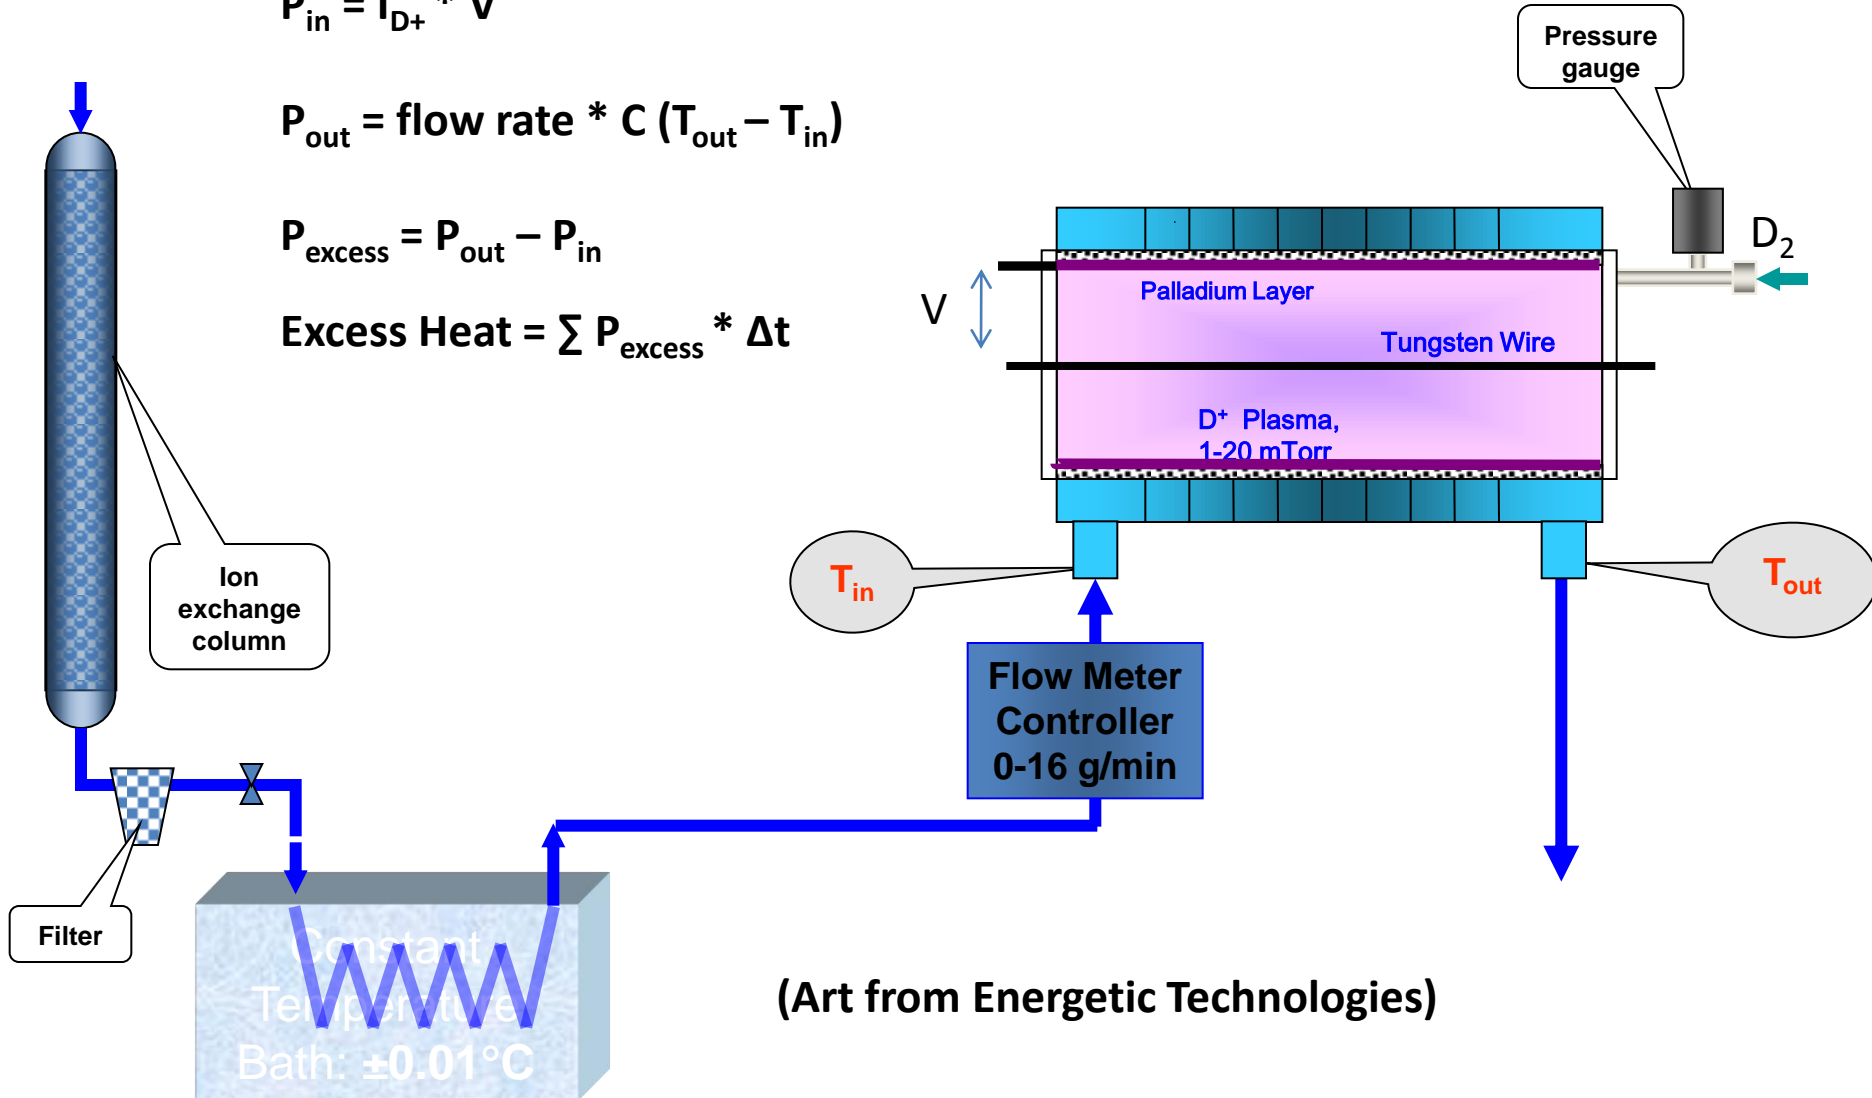 P_in = I_D+ * V
P_out = flow rate * C (T_out – T_in)
P_excess = P_out – P_in
Excess Heat = ∑ P_excess * Δt
Pressure
gauge
D_2
V
Palladium Layer
Tungsten Wire
D⁺ Plasma,
1-20 mTorr
T_in
T_out
Ion
exchange
column
Flow Meter
Controller
0-16 g/min
Filter
Constant
Temperature
Bath: ±0.01°C
(Art from Energetic Technologies)